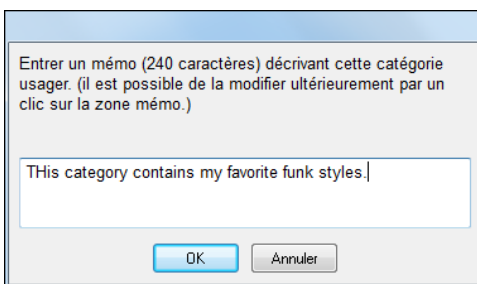 Entrer un mémo (240 caractères) décrivant cette catégorie
usager. (il est possible de la modifier ultérieurement par un
clic sur la zone mémo.)
THis category contains my favorite funk styles.
OK Annuler